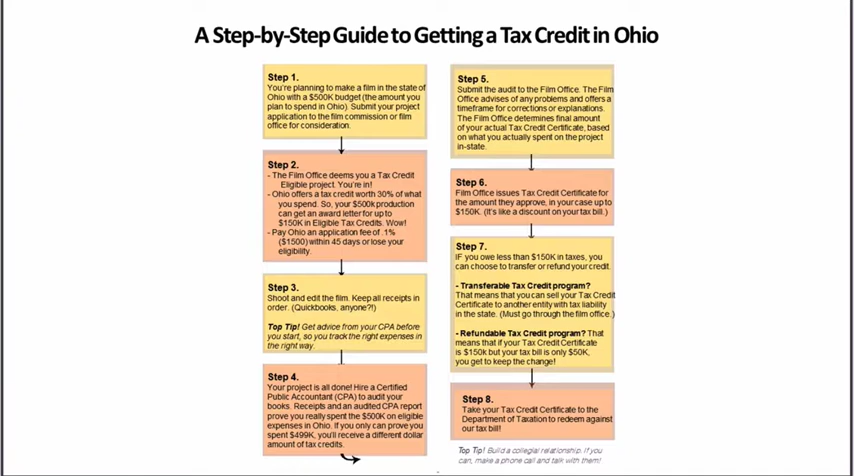 A Step-by-Step Guide to Getting a Tax Credit in Ohio
Step 1.
You're planning to make a film in the state of
Ohio with a $500K budget (the amount you
plan to spend in Ohio). Submit your project
application to the film commission or film
office for consideration.
Step 2.
- The Film Office deems you a Tax Credit
Eligible project. You're in!
- Ohio offers a tax credit worth 30% of what
you spend. So, your $500k production
can get an award letter for up to
$150K in Eligible Tax Credits. Wow!
- Pay Ohio an application fee of .1%
($1500) within 45 days or lose your
eligibility.
Step 3.
Shoot and edit the film. Keep all receipts in
order. (Quickbooks, anyone?!)
Top Tip! Get advice from your CPA before
you start, so you track the right expenses in
the right way.
Step 4.
Your project is all done! Hire a Certified
Public Accountant (CPA) to audit your
books. Receipts and an audited CPA report
prove you really spent the $500K on eligible
expenses in Ohio. If you only can prove you
spent $499K, you'll receive a different dollar
amount of tax credits.
Step 5.
Submit the audit to the Film Office. The Film
Office advises of any problems and offers a
timeframe for corrections or explanations.
The Film Office determines final amount
of your actual Tax Credit Certificate, based
on what you actually spent on the project
in-state.
Step 6.
Film Office issues Tax Credit Certificate for
the amount they approve, in your case up to
$150K. (It's like a discount on your tax bill.)
Step 7.
IF you owe less than $150K in taxes, you
can choose to transfer or refund your credit.
- Transferable Tax Credit program?
That means that you can sell your Tax Credit
Certificate to another entity with tax liability
in the state. (Must go through the film office.)
- Refundable Tax Credit program? That
means that if your Tax Credit Certificate
is $150k but your tax bill is only $50K,
you get to keep the change!
Step 8.
Take your Tax Credit Certificate to the
Department of Taxation to redeem against
our tax bill!
Top Tip! Build a collegial relationship. If you
can, make a phone call and talk with them!